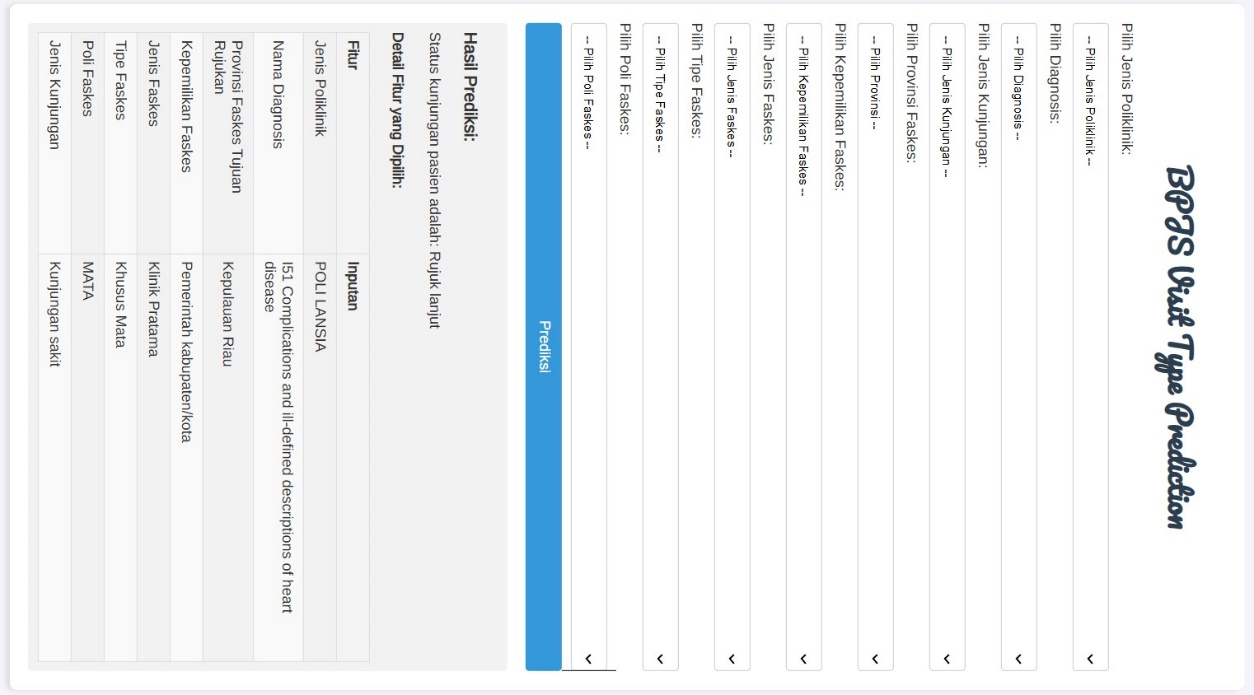 BPJS Visit Type Prediction
Pilih Jenis Poliklinik:
-- Pilih Jenis Poliklinik --
Pilih Diagnosis:
-- Pilih Diagnosis --
Pilih Jenis Kunjungan:
-- Pilih Jenis Kunjungan --
Pilih Provinsi Faskes:
-- Pilih Provinsi --
Pilih Kepemilikan Faskes:
-- Pilih Kepemilikan Faskes --
Pilih Jenis Faskes:
-- Pilih Jenis Faskes --
Pilih Tipe Faskes:
-- Pilih Tipe Faskes --
Pilih Poli Faskes:
-- Pilih Poli Faskes --
Prediksi
Hasil Prediksi:
Status kunjungan pasien adalah: Rujuk lanjut
Detail Fitur yang Dipilih:
Fitur Inputan
Jenis Poliklinik POLI LANSIA
Nama Diagnosis I51 Complications and ill-defined descriptions of heart
disease
Provinsi Faskes Tujuan
Rujukan Kepulauan Riau
Kepemilikan Faskes Pemerintah kabupaten/kota
Jenis Faskes Klinik Pratama
Tipe Faskes Khusus Mata
Poli Faskes MATA
Jenis Kunjungan Kunjungan sakit